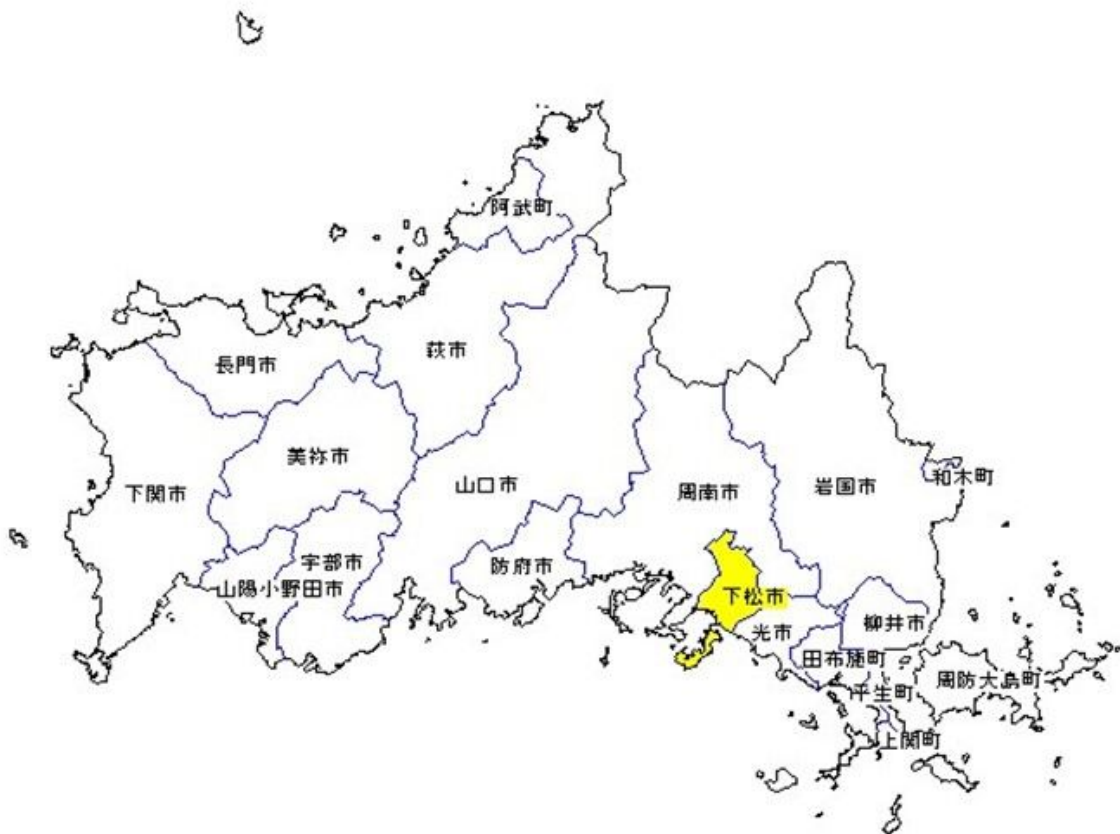 阿武町
萩市
長門市
美祢市
山口市
下関市
周南市
岩国市
和木町
防府市
宇部市
山陽小野田市
下松市
光市
柳井市
田布施町
平生町
周防大島町
上関町